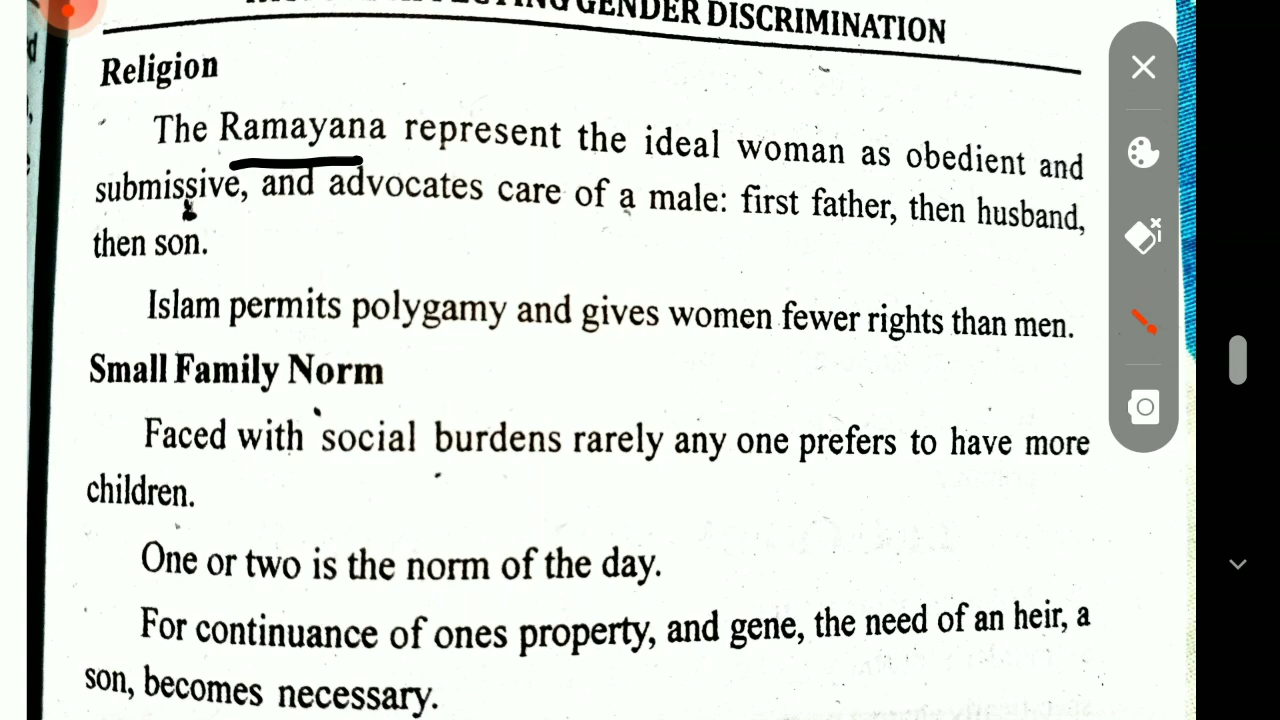 GENDER DISCRIMINATION
Religion
The Ramayana represent the ideal woman as obedient and
submissive, and advocates care of a male: first father, then husband,
then son.
Islam permits polygamy and gives women fewer rights than men.
Small Family Norm
Faced with social burdens rarely any one prefers to have more
children.
One or two is the norm of the day.
For continuance of ones property, and gene, the need of an heir, a
son, becomes necessary.